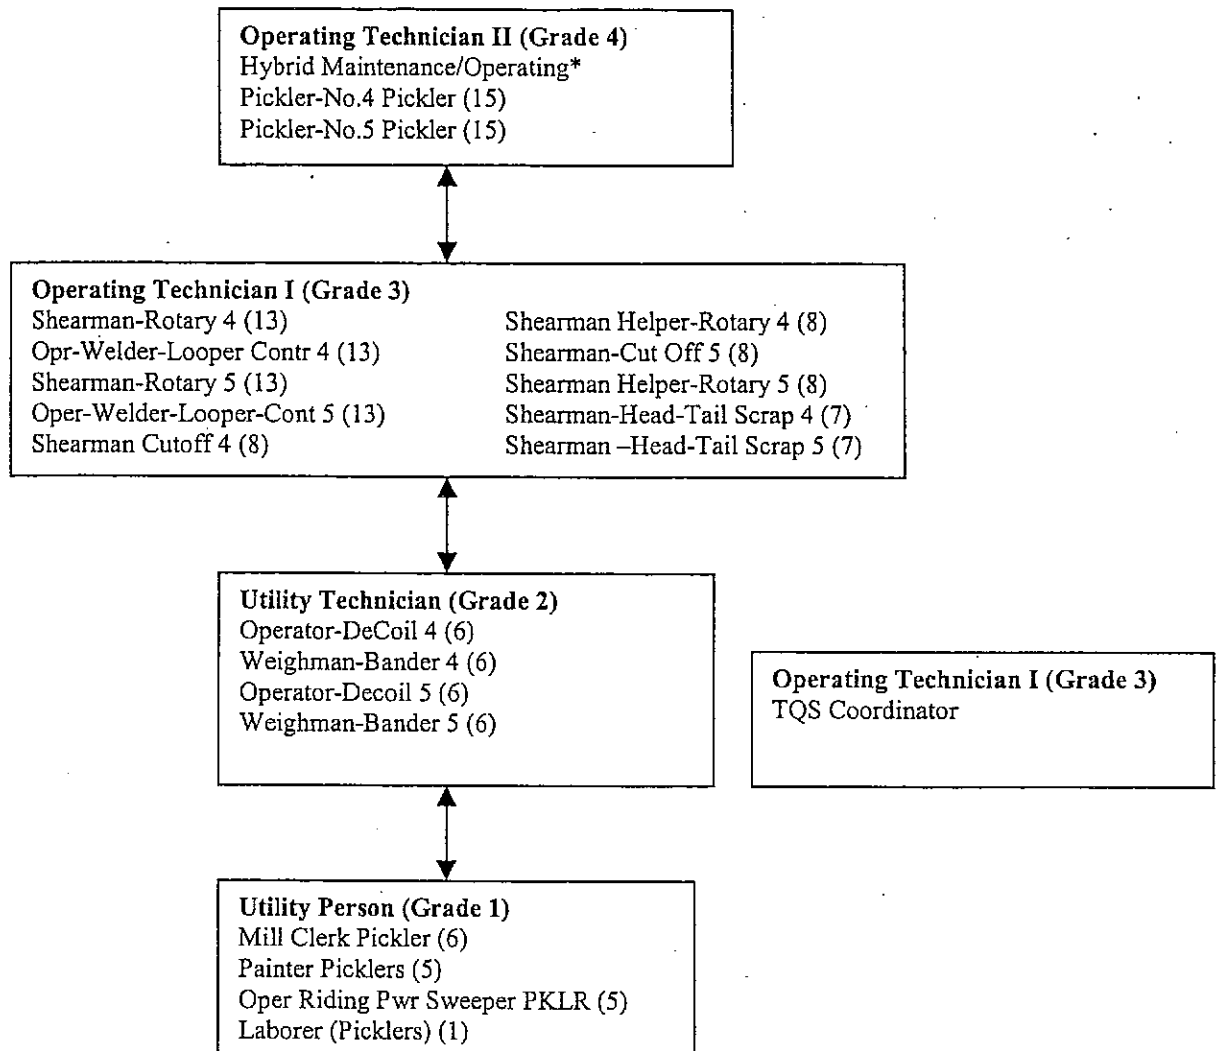 Operating Technician II (Grade 4)
Hybrid Maintenance/Operating*
Pickler-No.4 Pickler (15)
Pickler-No.5 Pickler (15)
Operating Technician I (Grade 3)
Shearman-Rotary 4 (13)
Opr-Welder-Looper Contr 4 (13)
Shearman-Rotary 5 (13)
Oper-Welder-Looper-Cont 5 (13)
Shearman Cutoff 4 (8)
Shearman Helper-Rotary 4 (8)
Shearman-Cut Off 5 (8)
Shearman Helper-Rotary 5 (8)
Shearman-Head-Tail Scrap 4 (7)
Shearman –Head-Tail Scrap 5 (7)
Utility Technician (Grade 2)
Operator-DeCoil 4 (6)
Weighman-Bander 4 (6)
Operator-Decoil 5 (6)
Weighman-Bander 5 (6)
Operating Technician I (Grade 3)
TQS Coordinator
Utility Person (Grade 1)
Mill Clerk Pickler (6)
Painter Picklers (5)
Oper Riding Pwr Sweeper PKLR (5)
Laborer (Picklers) (1)